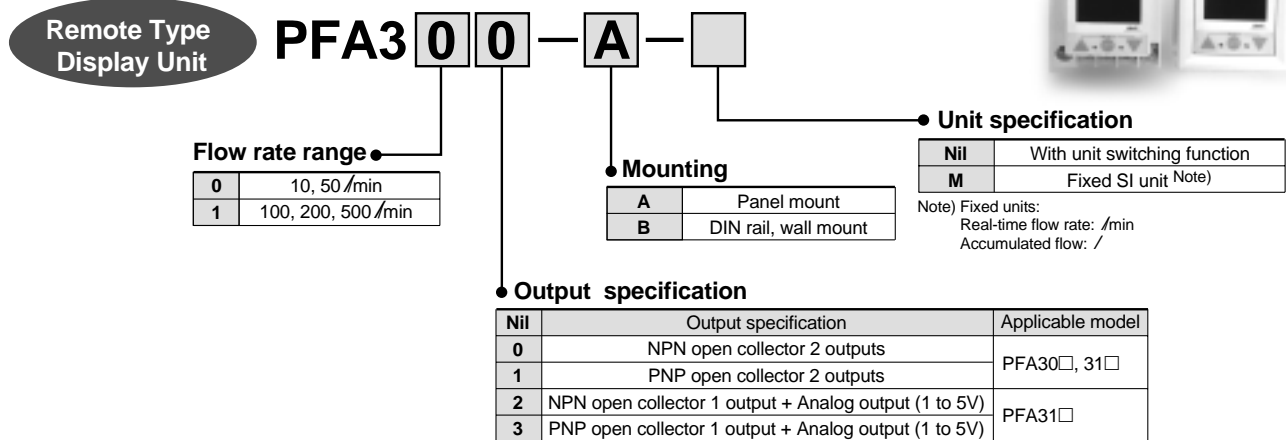 Remote Type
Display Unit
PFA3 0 0 — A —
Unit specification
Nil With unit switching function
M Fixed SI unit Note)
Note) Fixed units:
Real-time flow rate: l/min
Accumulated flow: l
Flow rate range
0 10, 50 l/min
1 100, 200, 500 l/min
Mounting
A Panel mount
B DIN rail, wall mount
Output specification
Nil Output specification Applicable model
0 NPN open collector 2 outputs PFA30□, 31□
1 PNP open collector 2 outputs
2 NPN open collector 1 output + Analog output (1 to 5V) PFA31□
3 PNP open collector 1 output + Analog output (1 to 5V)